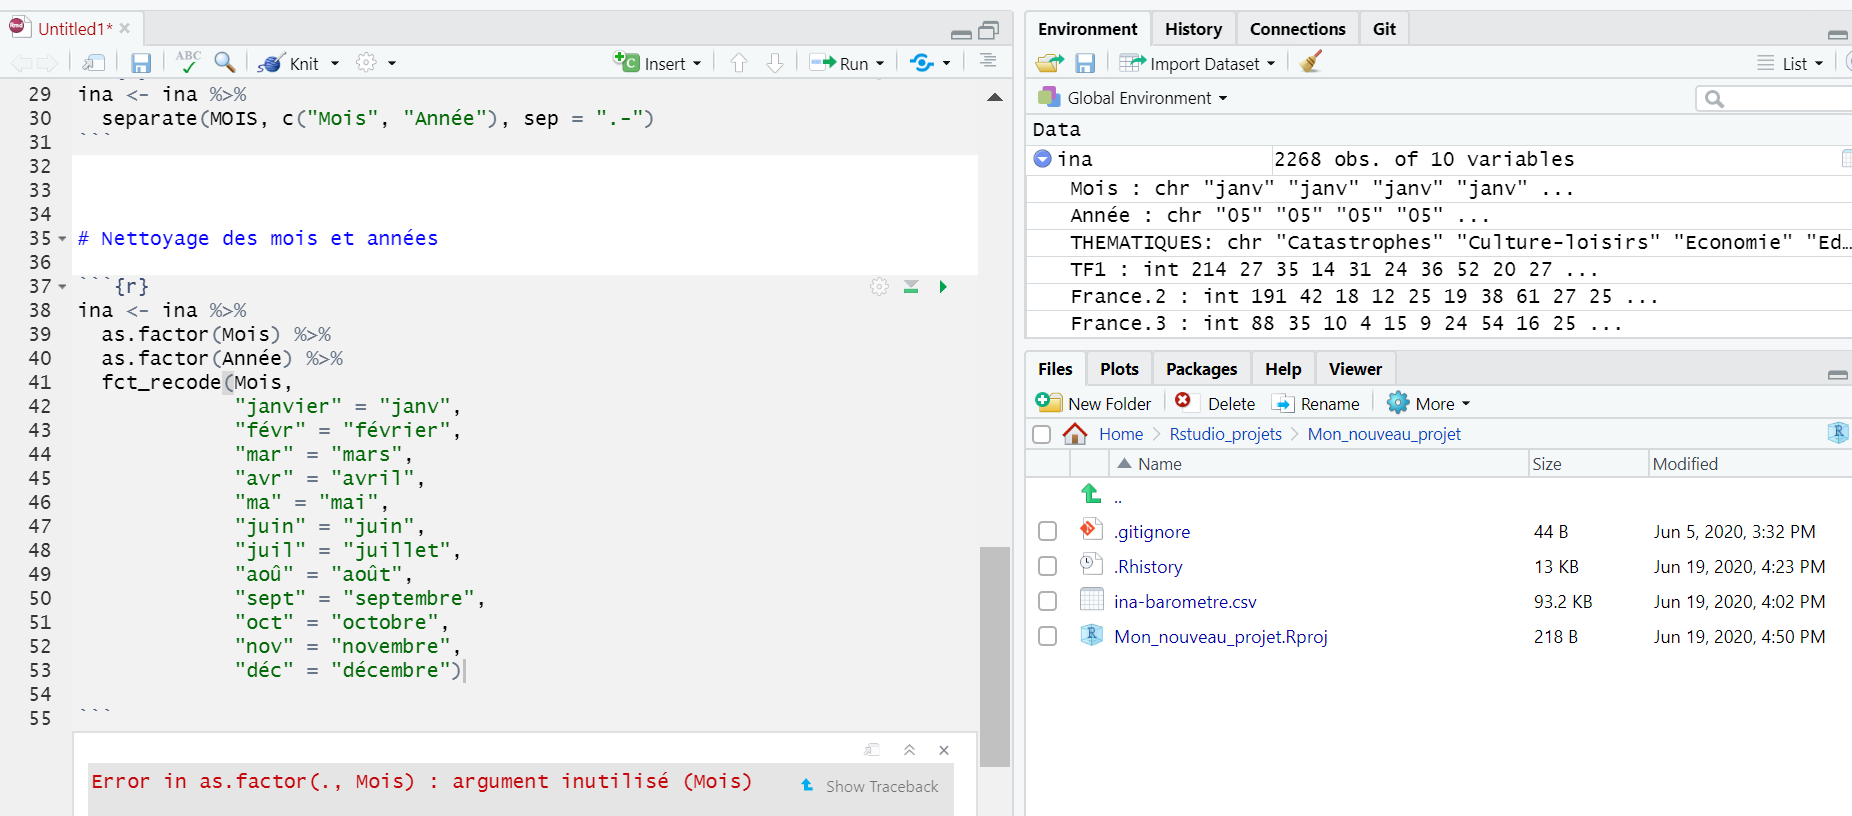 Untitled1*
ABC
Knit
Insert
Run
29 ina <- ina %>%
30 separate(MOIS, c("Mois", "Année"), sep = ".-")
31 ```
32
33
34
35 # Nettoyage des mois et années
36
37 ```{r}
38 ina <- ina %>%
39 as.factor(Mois) %>%
40 as.factor(Année) %>%
41 fct_recode(Mois,
42 "janvier" = "janv",
43 "févr" = "février",
44 "mar" = "mars",
45 "avr" = "avril",
46 "ma" = "mai",
47 "juin" = "juin",
48 "juil" = "juillet",
49 "aoû" = "août",
50 "sept" = "septembre",
51 "oct" = "octobre",
52 "nov" = "novembre",
53 "déc" = "décembre")
54
55 ```
Error in as.factor(., Mois) : argument inutilisé (Mois)
Show Traceback
Environment History Connections Git
Import Dataset
List
Global Environment
Data
ina 2268 obs. of 10 variables
Mois : chr "janv" "janv" "janv" "janv" ...
Année : chr "05" "05" "05" "05" ...
THEMATIQUES: chr "Catastrophes" "Culture-loisirs" "Economie" "Ed…
TF1 : int 214 27 35 14 31 24 36 52 20 27 ...
France.2 : int 191 42 18 12 25 19 38 61 27 25 ...
France.3 : int 88 35 10 4 15 9 24 54 16 25 ...
Files Plots Packages Help Viewer
New Folder Delete Rename More
Home Rstudio_projets Mon_nouveau_projet
Name Size Modified
..
.gitignore 44 B Jun 5, 2020, 3:32 PM
.Rhistory 13 KB Jun 19, 2020, 4:23 PM
ina-barometre.csv 93.2 KB Jun 19, 2020, 4:02 PM
Mon_nouveau_projet.Rproj 218 B Jun 19, 2020, 4:50 PM